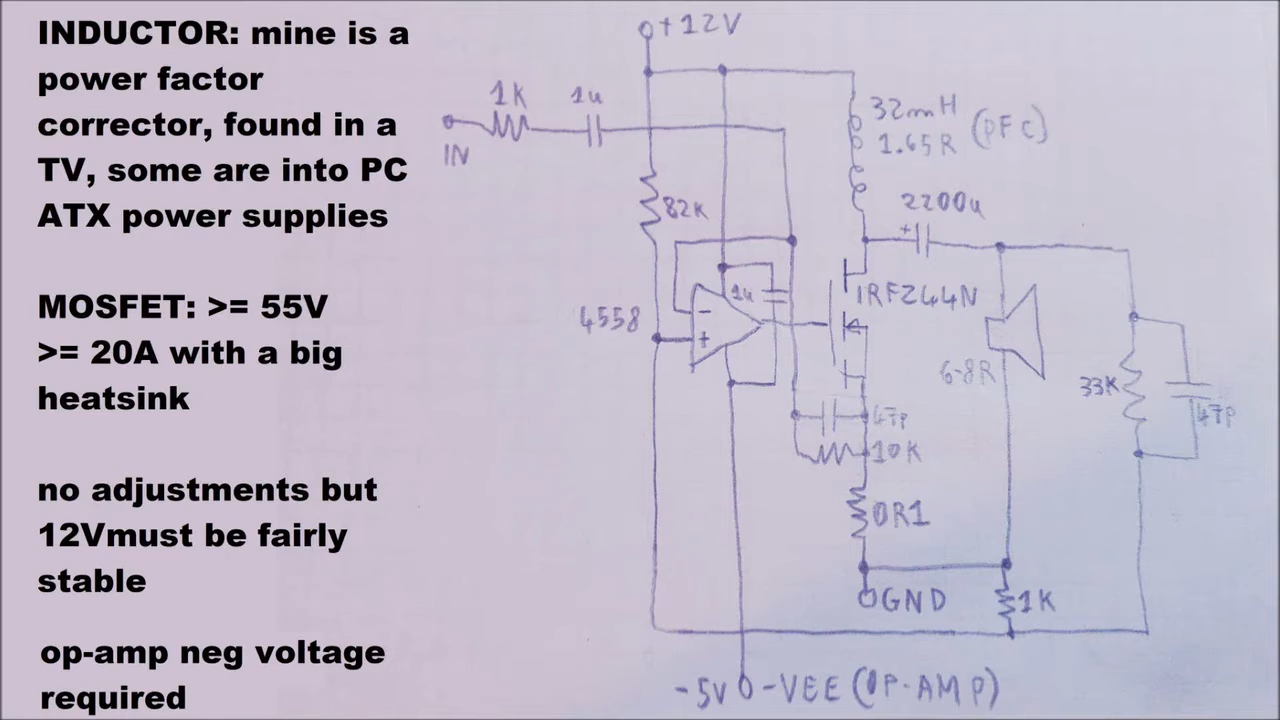 INDUCTOR: mine is a
power factor
corrector, found in a
TV, some are into PC
ATX power supplies
MOSFET: >= 55V
>= 20A with a big
heatsink
no adjustments but
12Vmust be fairly
stable
op-amp neg voltage
required
+12V
1K
1u
IN
32mH
1.65R (PFC)
82K
2200u
+
1u
IRFZ44N
4558
-
+
6-8R
33K
47p
47p
10K
0R1
GND
1K
-5V -VEE (OP-AMP)